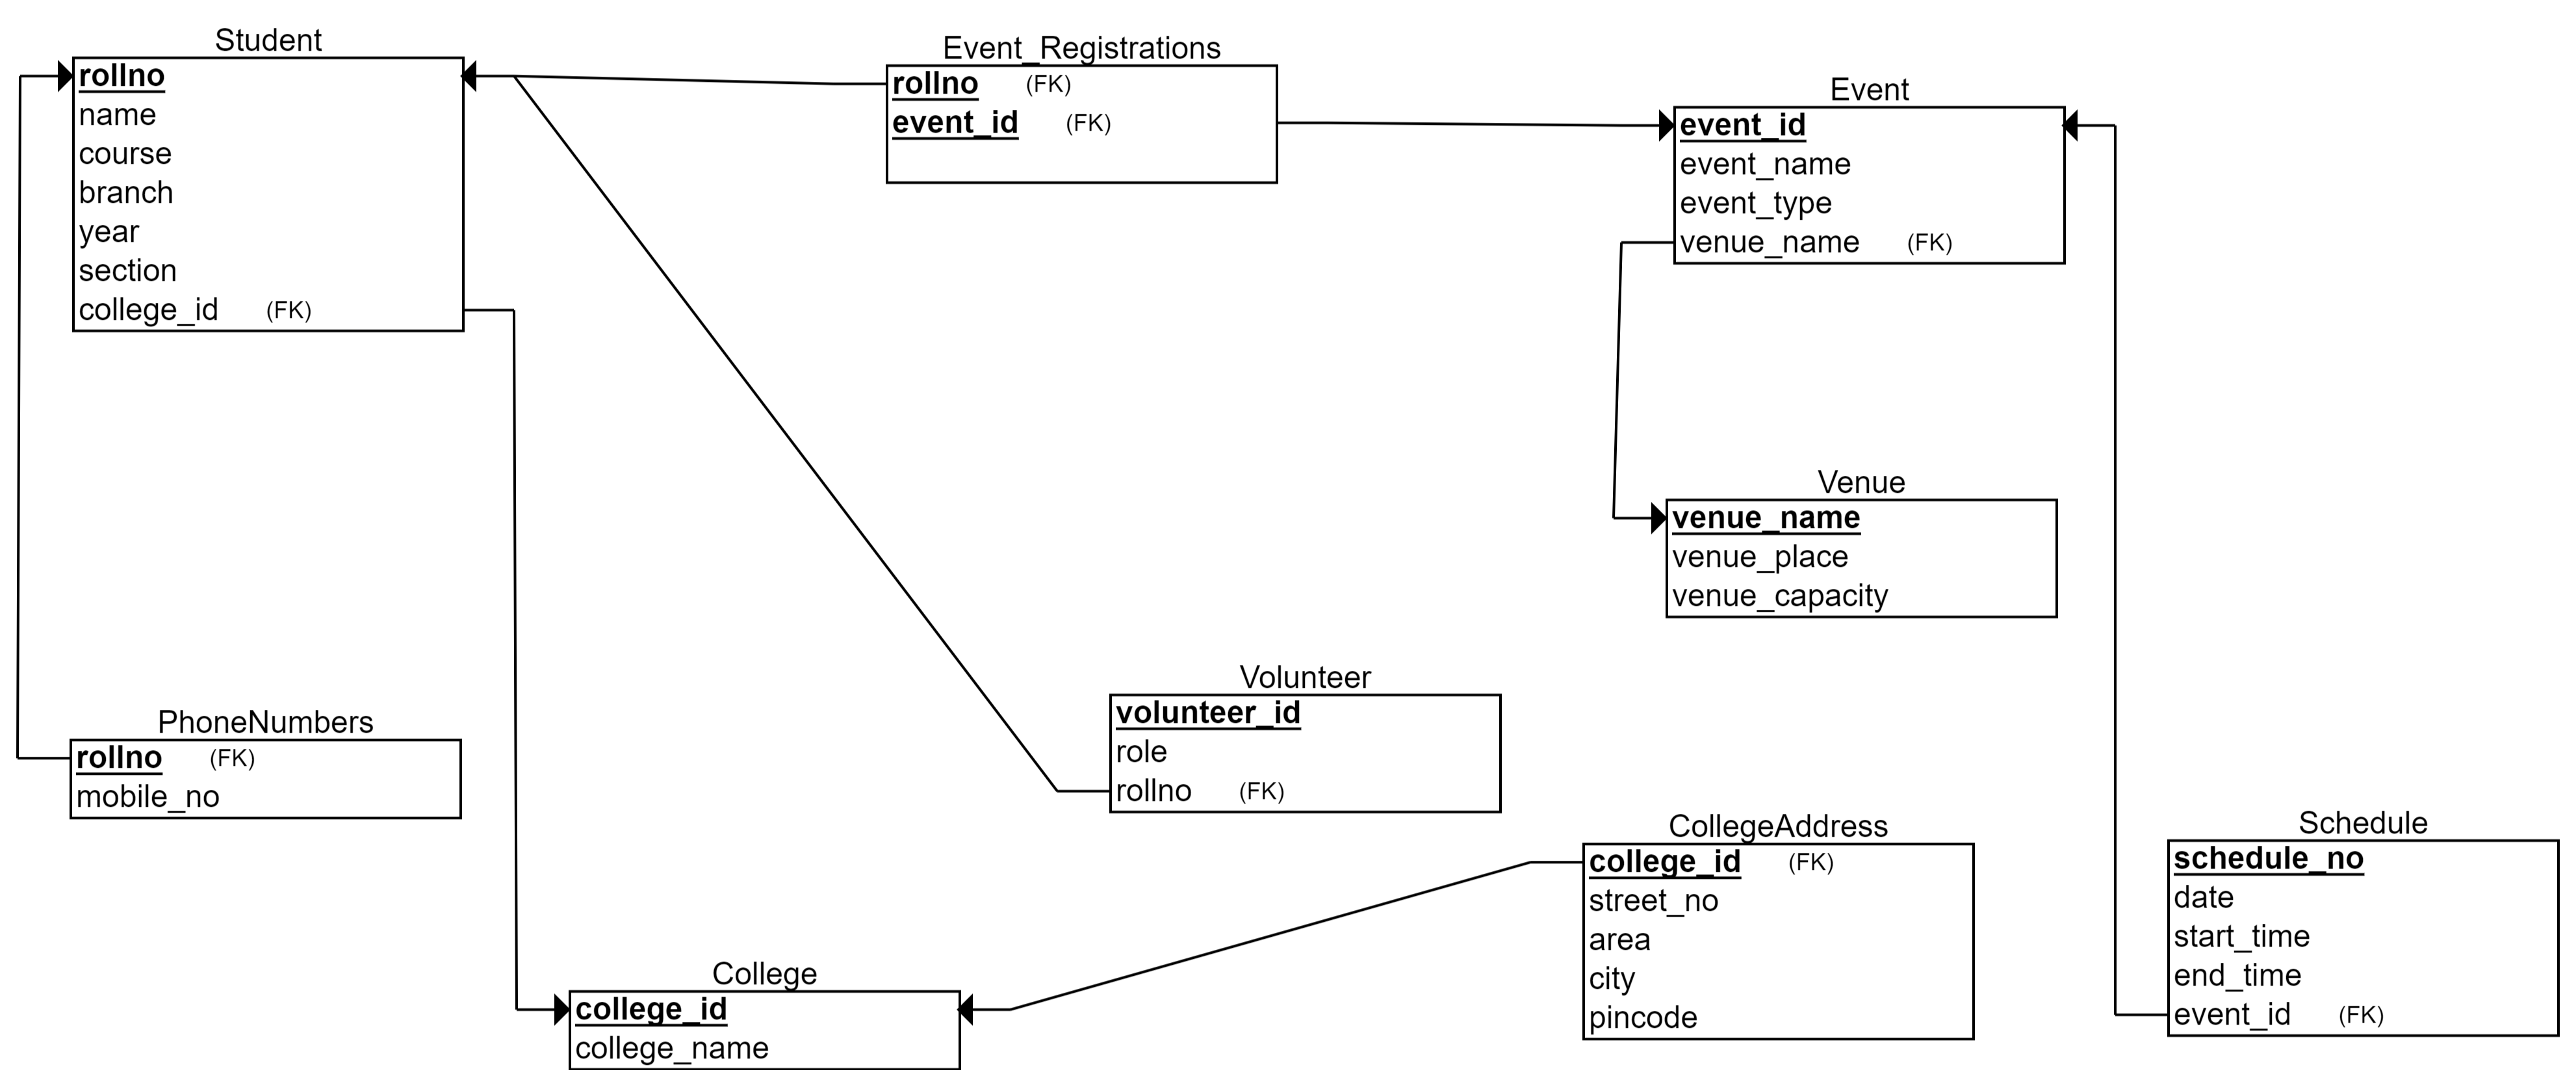 Student
rollno
name
course
branch
year
section
college_id (FK)
Event_Registrations
rollno (FK)
event_id (FK)
Event
event_id
event_name
event_type
venue_name (FK)
Venue
venue_name
venue_place
venue_capacity
PhoneNumbers
rollno (FK)
mobile_no
Volunteer
volunteer_id
role
rollno (FK)
College
college_id
college_name
CollegeAddress
college_id (FK)
street_no
area
city
pincode
Schedule
schedule_no
date
start_time
end_time
event_id (FK)